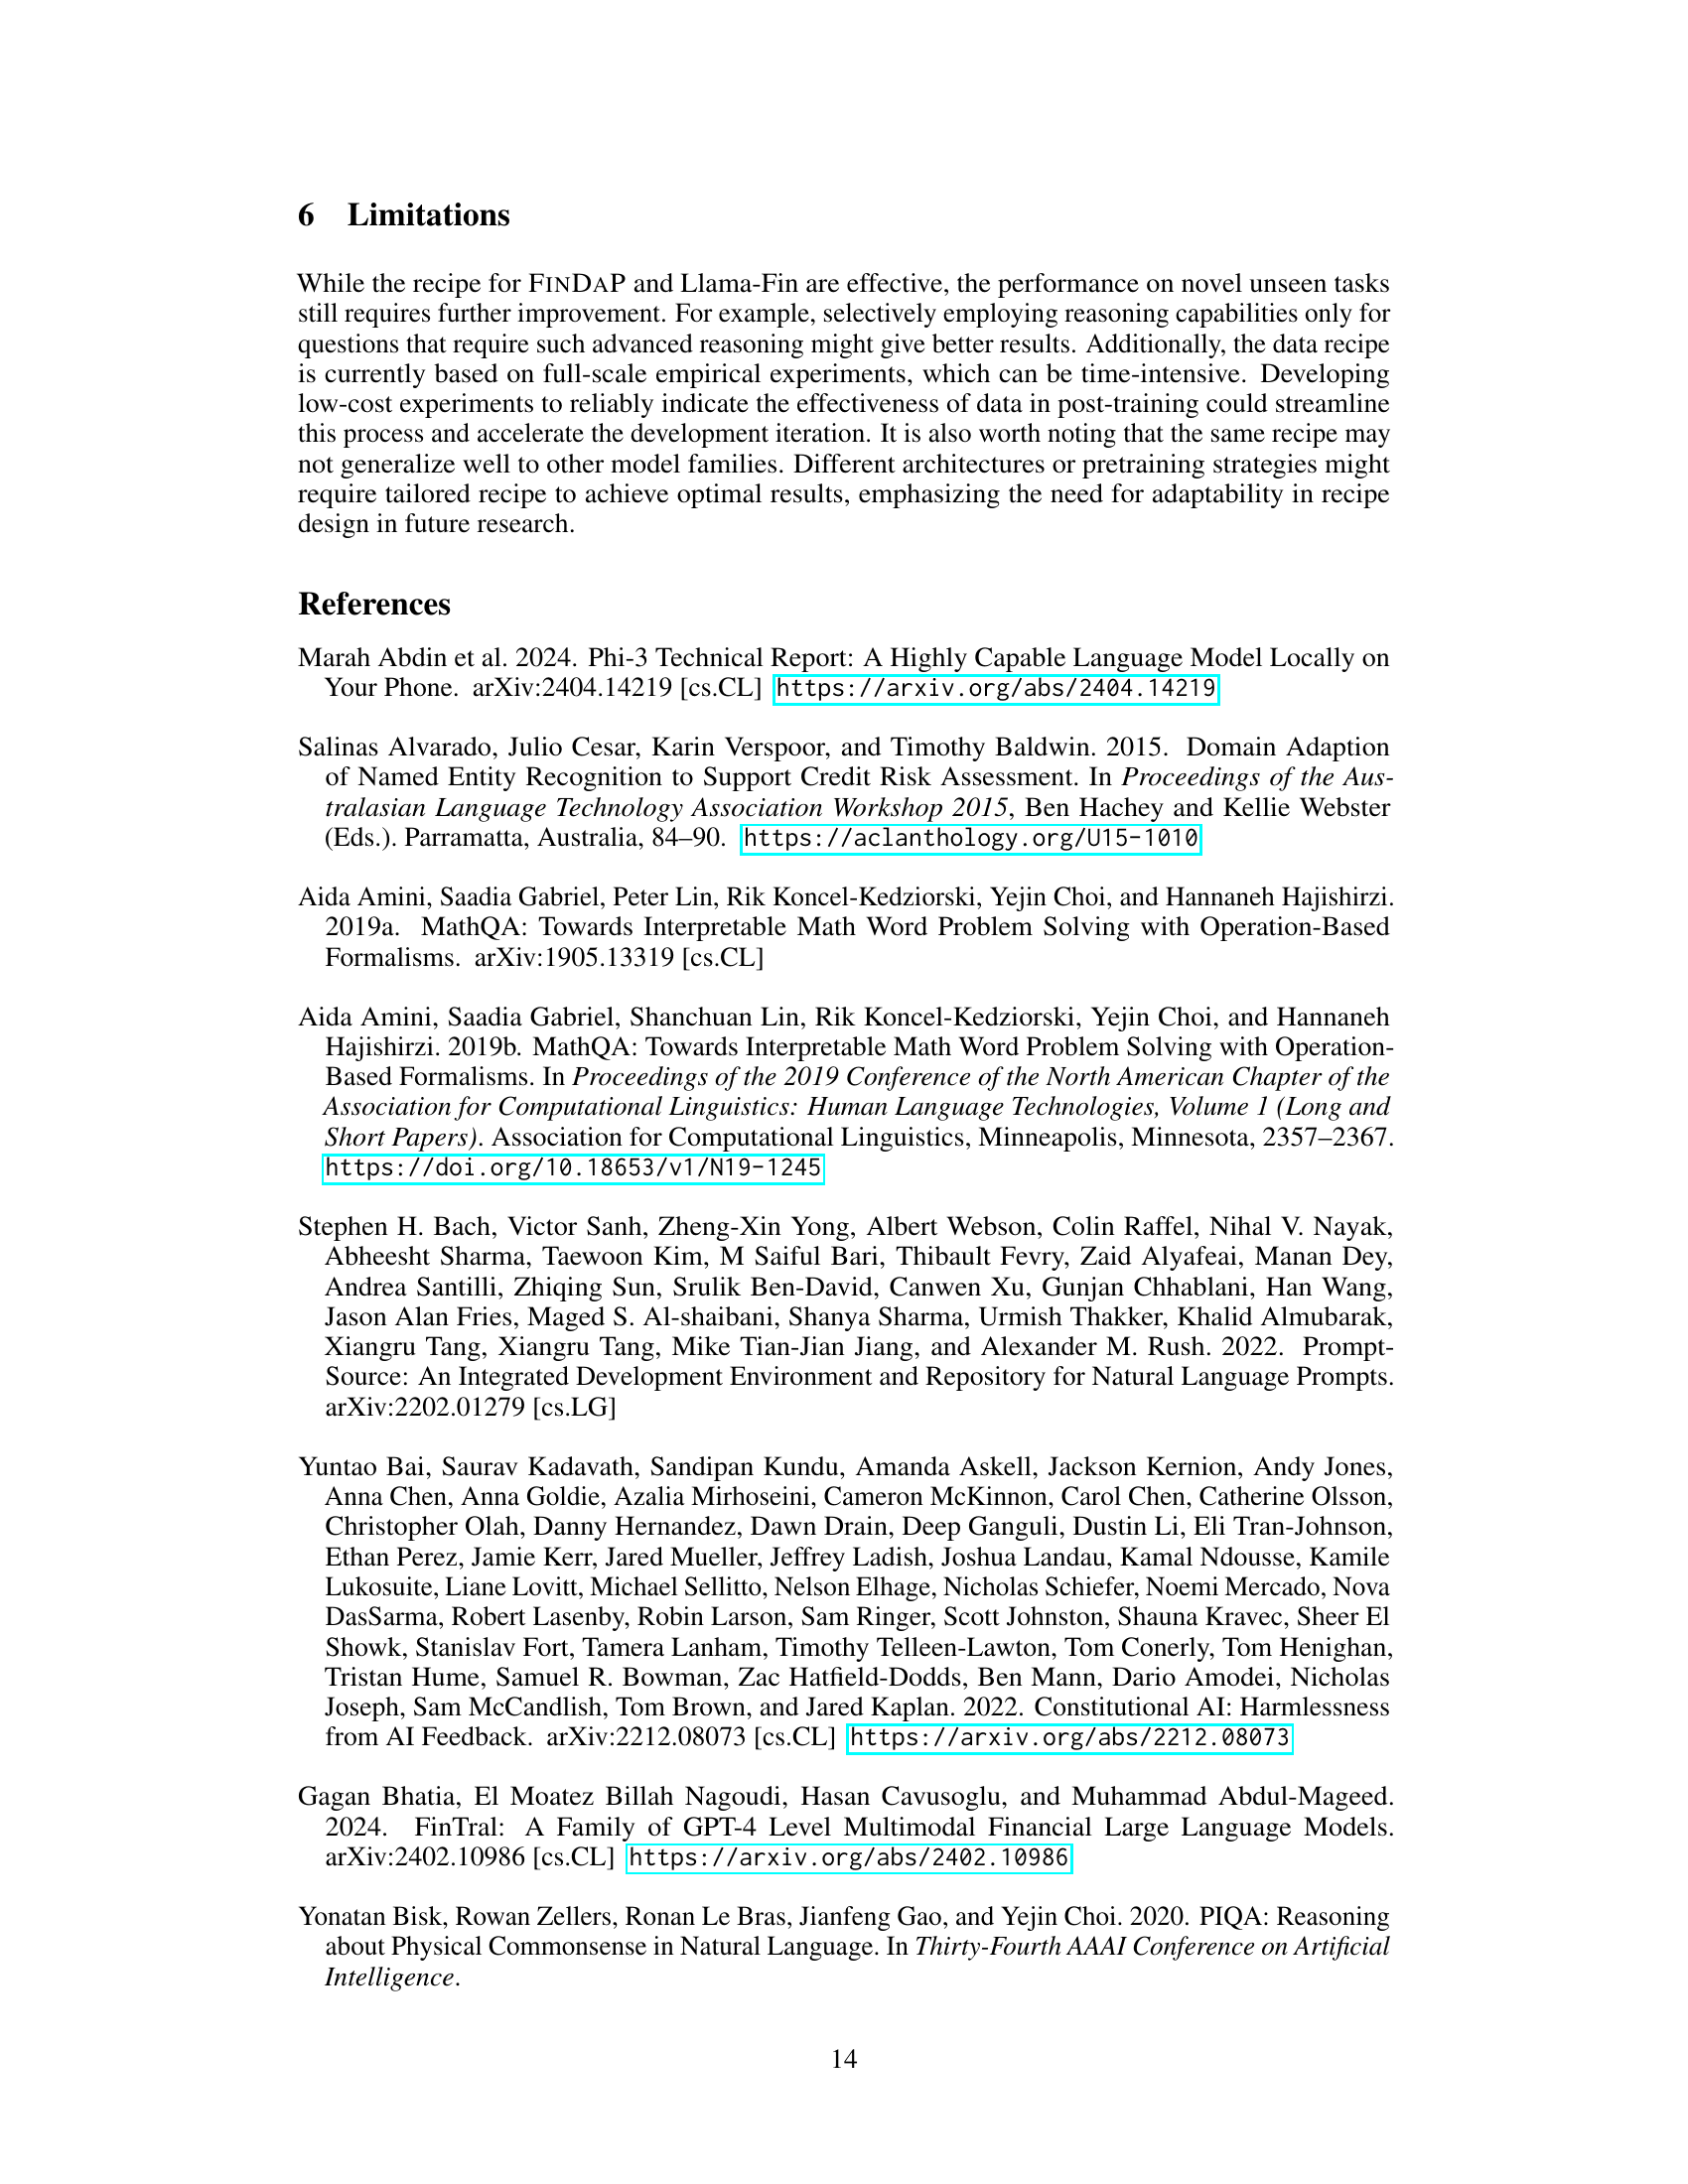 6 Limitations
While the recipe for FINDAP and Llama-Fin are effective, the performance on novel unseen tasks
still requires further improvement. For example, selectively employing reasoning capabilities only for
questions that require such advanced reasoning might give better results. Additionally, the data recipe
is currently based on full-scale empirical experiments, which can be time-intensive. Developing
low-cost experiments to reliably indicate the effectiveness of data in post-training could streamline
this process and accelerate the development iteration. It is also worth noting that the same recipe may
not generalize well to other model families. Different architectures or pretraining strategies might
require tailored recipe to achieve optimal results, emphasizing the need for adaptability in recipe
design in future research.
References
Marah Abdin et al. 2024. Phi-3 Technical Report: A Highly Capable Language Model Locally on
Your Phone. arXiv:2404.14219 [cs.CL] https://arxiv.org/abs/2404.14219
Salinas Alvarado, Julio Cesar, Karin Verspoor, and Timothy Baldwin. 2015. Domain Adaption
of Named Entity Recognition to Support Credit Risk Assessment. In Proceedings of the Aus-
tralasian Language Technology Association Workshop 2015, Ben Hachey and Kellie Webster
(Eds.). Parramatta, Australia, 84–90. https://aclanthology.org/U15-1010
Aida Amini, Saadia Gabriel, Peter Lin, Rik Koncel-Kedziorski, Yejin Choi, and Hannaneh Hajishirzi.
2019a. MathQA: Towards Interpretable Math Word Problem Solving with Operation-Based
Formalisms. arXiv:1905.13319 [cs.CL]
Aida Amini, Saadia Gabriel, Shanchuan Lin, Rik Koncel-Kedziorski, Yejin Choi, and Hannaneh
Hajishirzi. 2019b. MathQA: Towards Interpretable Math Word Problem Solving with Operation-
Based Formalisms. In Proceedings of the 2019 Conference of the North American Chapter of the
Association for Computational Linguistics: Human Language Technologies, Volume 1 (Long and
Short Papers). Association for Computational Linguistics, Minneapolis, Minnesota, 2357–2367.
https://doi.org/10.18653/v1/N19-1245
Stephen H. Bach, Victor Sanh, Zheng-Xin Yong, Albert Webson, Colin Raffel, Nihal V. Nayak,
Abheesht Sharma, Taewoon Kim, M Saiful Bari, Thibault Fevry, Zaid Alyafeai, Manan Dey,
Andrea Santilli, Zhiqing Sun, Srulik Ben-David, Canwen Xu, Gunjan Chhablani, Han Wang,
Jason Alan Fries, Maged S. Al-shaibani, Shanya Sharma, Urmish Thakker, Khalid Almubarak,
Xiangru Tang, Xiangru Tang, Mike Tian-Jian Jiang, and Alexander M. Rush. 2022. Prompt-
Source: An Integrated Development Environment and Repository for Natural Language Prompts.
arXiv:2202.01279 [cs.LG]
Yuntao Bai, Saurav Kadavath, Sandipan Kundu, Amanda Askell, Jackson Kernion, Andy Jones,
Anna Chen, Anna Goldie, Azalia Mirhoseini, Cameron McKinnon, Carol Chen, Catherine Olsson,
Christopher Olah, Danny Hernandez, Dawn Drain, Deep Ganguli, Dustin Li, Eli Tran-Johnson,
Ethan Perez, Jamie Kerr, Jared Mueller, Jeffrey Ladish, Joshua Landau, Kamal Ndousse, Kamile
Lukosuite, Liane Lovitt, Michael Sellitto, Nelson Elhage, Nicholas Schiefer, Noemi Mercado, Nova
DasSarma, Robert Lasenby, Robin Larson, Sam Ringer, Scott Johnston, Shauna Kravec, Sheer El
Showk, Stanislav Fort, Tamera Lanham, Timothy Telleen-Lawton, Tom Conerly, Tom Henighan,
Tristan Hume, Samuel R. Bowman, Zac Hatfield-Dodds, Ben Mann, Dario Amodei, Nicholas
Joseph, Sam McCandlish, Tom Brown, and Jared Kaplan. 2022. Constitutional AI: Harmlessness
from AI Feedback. arXiv:2212.08073 [cs.CL] https://arxiv.org/abs/2212.08073
Gagan Bhatia, El Moatez Billah Nagoudi, Hasan Cavusoglu, and Muhammad Abdul-Mageed.
2024. FinTral: A Family of GPT-4 Level Multimodal Financial Large Language Models.
arXiv:2402.10986 [cs.CL] https://arxiv.org/abs/2402.10986
Yonatan Bisk, Rowan Zellers, Ronan Le Bras, Jianfeng Gao, and Yejin Choi. 2020. PIQA: Reasoning
about Physical Commonsense in Natural Language. In Thirty-Fourth AAAI Conference on Artificial
Intelligence.
14